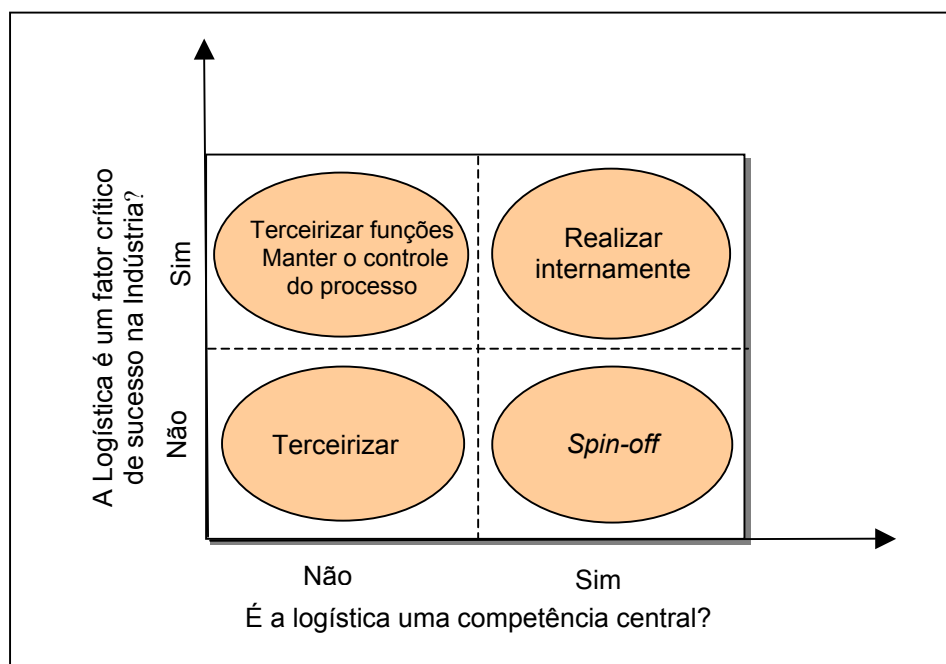 A Logística é um fator crítico
de sucesso na Indústria?
Sim
Não
Terceirizar funções
Manter o controle
do processo
Realizar
internamente
Terceirizar
Spin-off
Não
Sim
É a logística uma competência central?